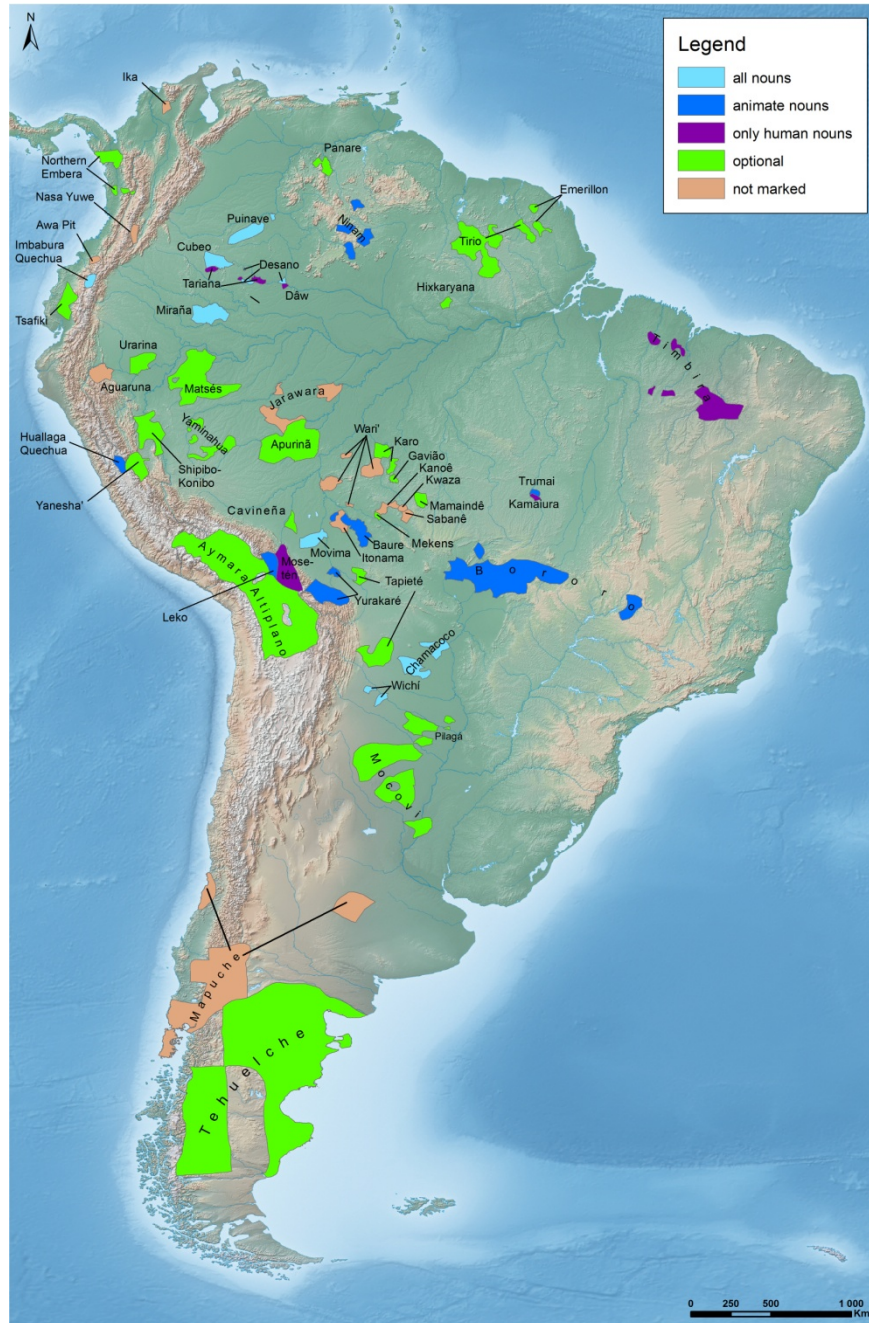 N
Legend
all nouns
animate nouns
only human nouns
optional
not marked
Ika
Northern
Embera
Nasa Yuwe
Awa Pit
Imbabura
Quechua
Tsafiki
Panare
Puinave
Ninam
Cubeo
Desano
Tariana
Dâw
Miraña
Emerillon
Tirio
Hixkaryana
Urarina
Aguaruna
Matsés
Jarawara
Timbira
Yaminahua
Apurinã
Wari'
Karo
Gavião
Kanoê
Kwaza
Huallaga
Quechua
Shipibo-
Konibo
Yanesha'
Trumai
Kamaiura
Mamaindê
Sabanê
Cavineña
Mekens
Movima
Baure
Itonama
Aymara
Altiplano
Mose-
tén
Bororo
Tapieté
Leko
Yurakaré
Chamacoco
Wichí
Pilagá
Mocoví
Mapuche
Tehuelche
0 250 500 1 000
Km